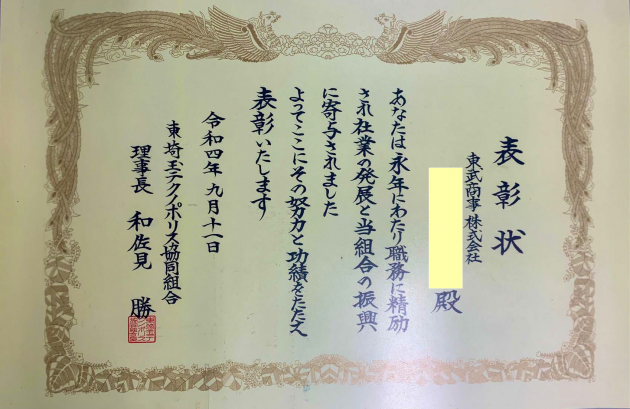 表彰状
東武商事株式会社
殿
あなたは永年にわたり職務に精励
され社業の発展と当組合の振興
に寄与されました
よってここにその努力と功績をたたえ
表彰いたします
令和四年九月十一日
東埼玉テクノポリス協同組合
理事長 和佐見 勝